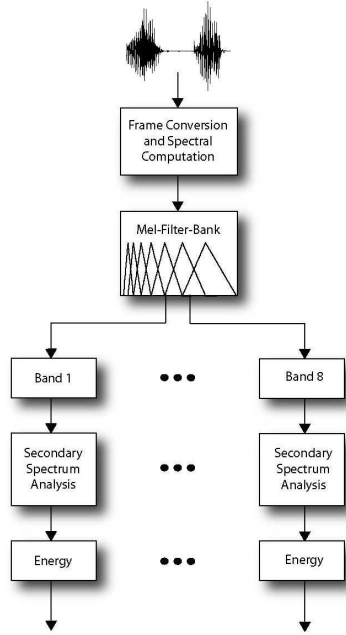 Frame Conversion
and Spectral
Computation
Mel-Filter-Bank
Band 1
Band 8
Secondary
Spectrum
Analysis
Secondary
Spectrum
Analysis
Energy
Energy